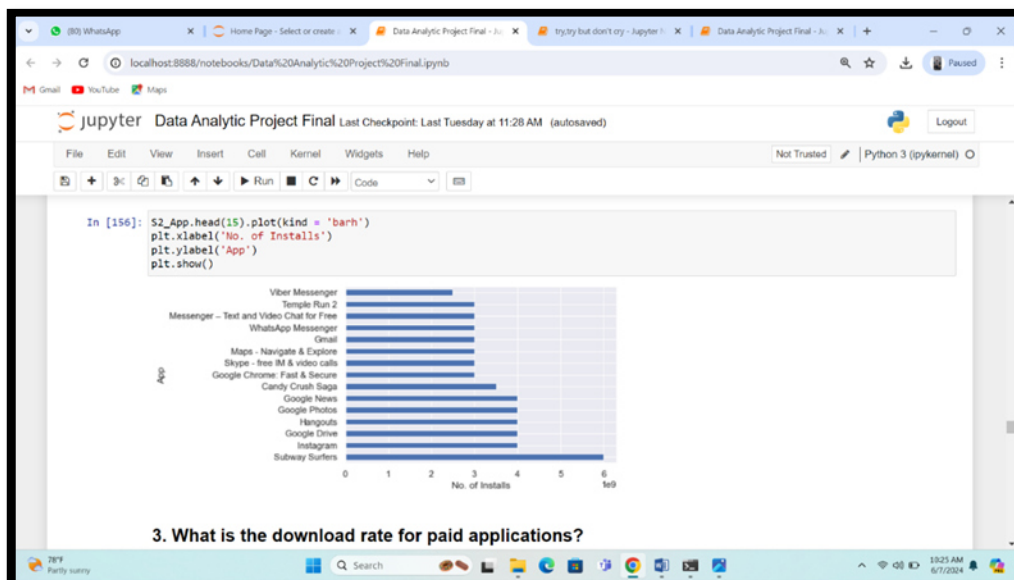 (80) WhatsApp
Home Page - Select or create
Data Analytic Project Final - Ju
try,try but don't cry - Jupyter N
Data Analytic Project Final - Ju
localhost:8888/notebooks/Data%20Analytic%20Project%20Final.ipynb
Paused
Gmail YouTube Maps
jupyter Data Analytic Project Final Last Checkpoint: Last Tuesday at 11:28 AM (autosaved)
Logout
File Edit View Insert Cell Kernel Widgets Help
Not Trusted Python 3 (ipykernel)
Run Code
In [156]: S2_App.head(15).plot(kind = 'barh')
plt.xlabel('No. of Installs')
plt.ylabel('App')
plt.show()
Viber Messenger
Temple Run 2
Messenger – Text and Video Chat for Free
WhatsApp Messenger
Gmail
Maps - Navigate & Explore
Skype - free IM & video calls
Google Chrome: Fast & Secure
Candy Crush Saga
Google News
Google Photos
Hangouts
Google Drive
Instagram
Subway Surfers
App
0 1 2 3 4 5 6
No. of Installs
1e9
3. What is the download rate for paid applications?
78°F
Partly sunny
Search
10:25 AM
6/7/2024